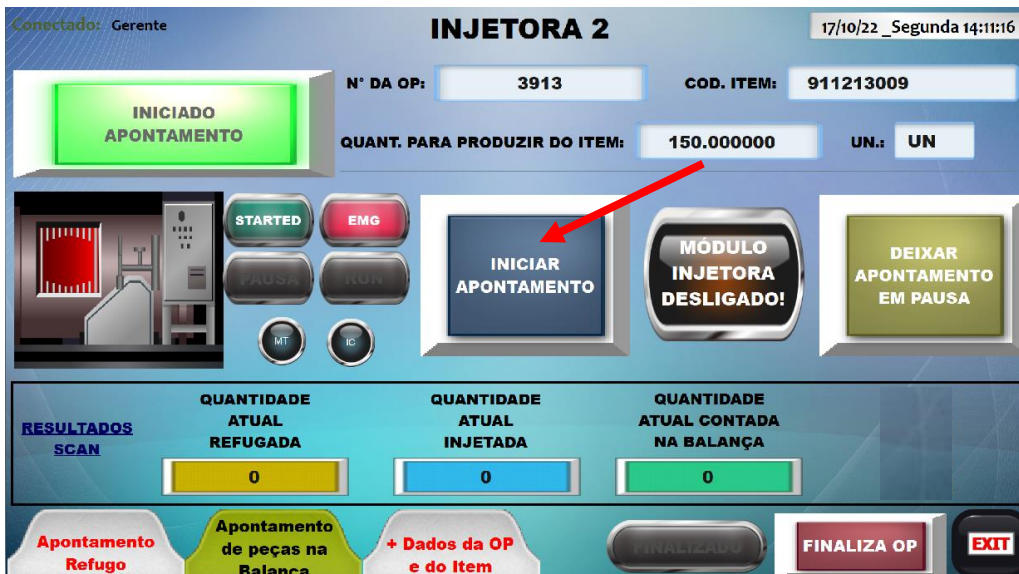 Conectado: Gerente
INJETORA 2
17/10/22 _Segunda 14:11:16
INICIADO
APONTAMENTO
N° DA OP: 3913 COD. ITEM: 911213009
QUANT. PARA PRODUZIR DO ITEM: 150.000000 UN.: UN
STARTED EMG
PAUSA RUN
MT IC
INICIAR
APONTAMENTO
MÓDULO
INJETORA
DESLIGADO!
DEIXAR
APONTAMENTO
EM PAUSA
RESULTADOS
SCAN
QUANTIDADE
ATUAL
REFUGADA
0
QUANTIDADE
ATUAL
INJETADA
0
QUANTIDADE
ATUAL CONTADA
NA BALANÇA
0
Apontamento
Refugo
Apontamento
de peças na
Balança
+ Dados da OP
e do Item
FINALIZADO
FINALIZA OP
EXIT